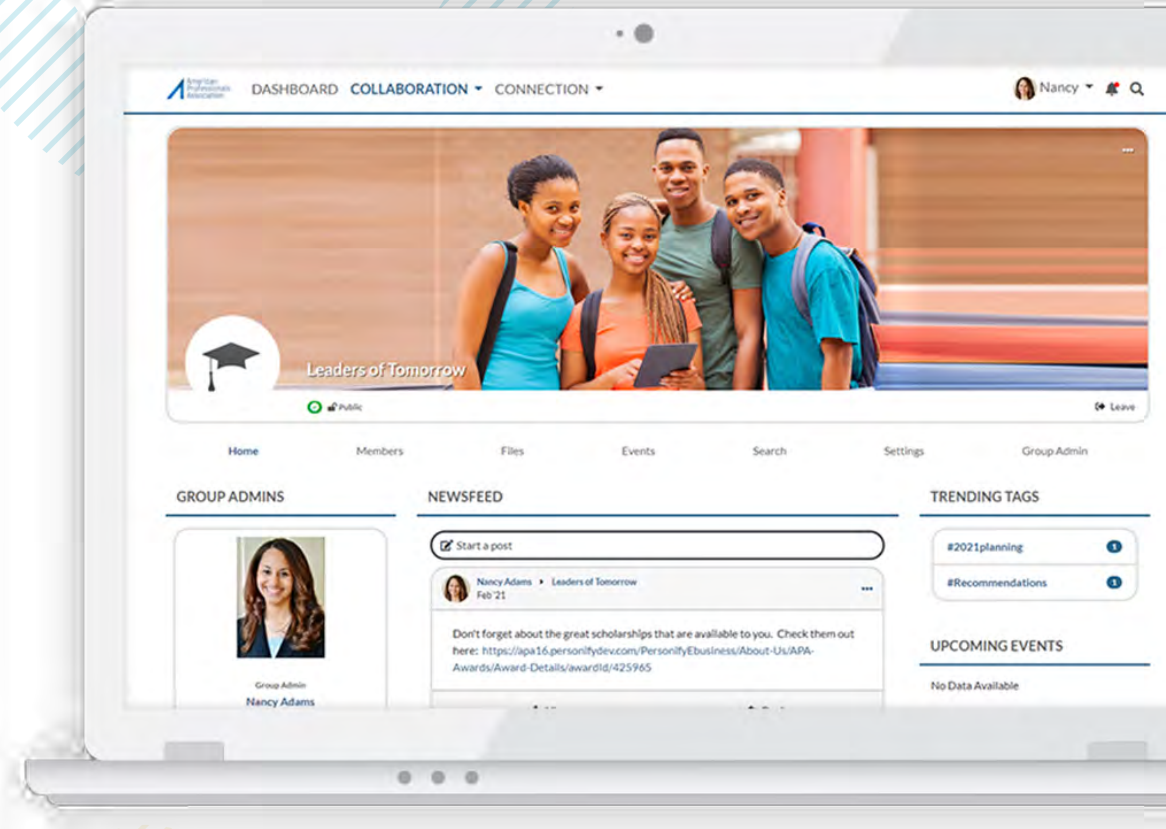 American
Professionals
Association
DASHBOARD COLLABORATION CONNECTION Nancy
Leaders of Tomorrow
Public Leave
Home Members Files Events Search Settings Group Admin
GROUP ADMINS
Group Admin
Nancy Adams
NEWSFEED
Start a post
Nancy Adams Leaders of Tomorrow
Feb '21
Don't forget about the great scholarships that are available to you. Check them out
here: https://apa16.personifydev.com/PersonifyEbusiness/About-Us/APA-
Awards/Award-Details/awardId/425965
TRENDING TAGS
#2021planning 1
#Recommendations 1
UPCOMING EVENTS
No Data Available